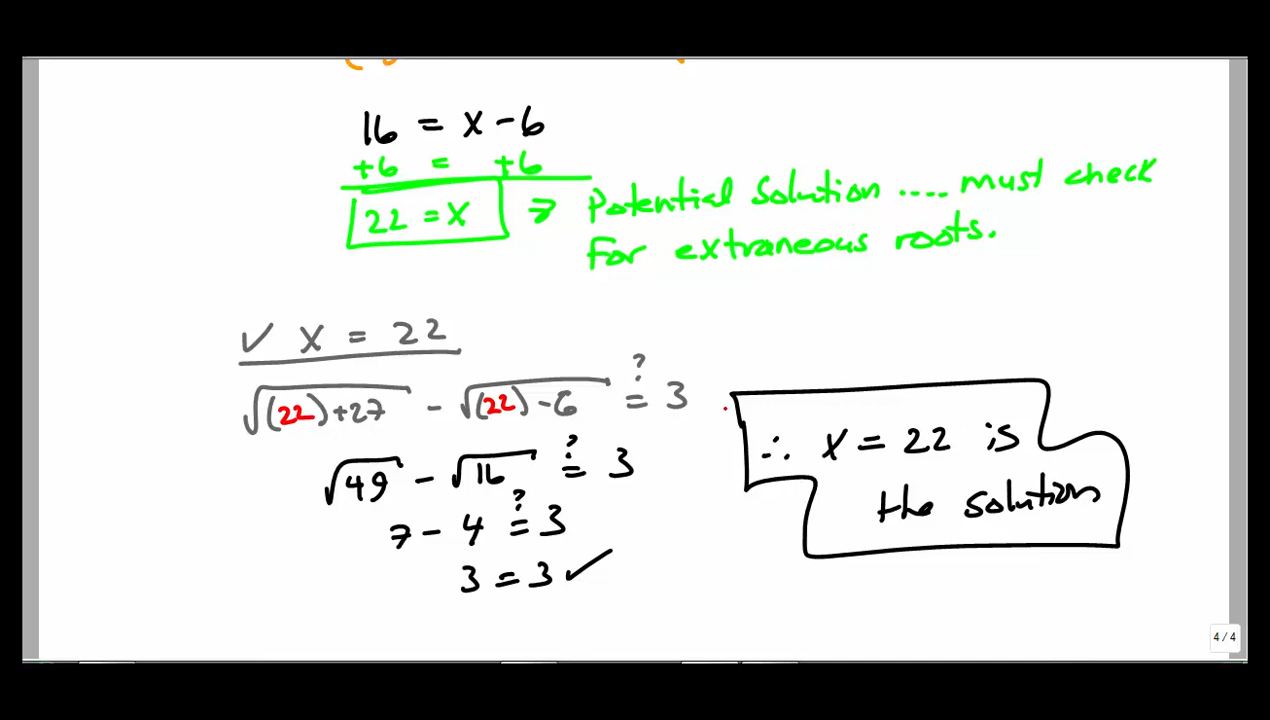 16 = x - 6
+6 = +6
22 = x ⇒ Potential Solution .... must check
For extraneous roots.
✓ x = 22
√((22)+27) - √((22)-6) ≟ 3
√49 - √16 ≟ 3
7 - 4 ≟ 3
3 = 3 ✓
∴ x = 22 is
the solution
4 / 4